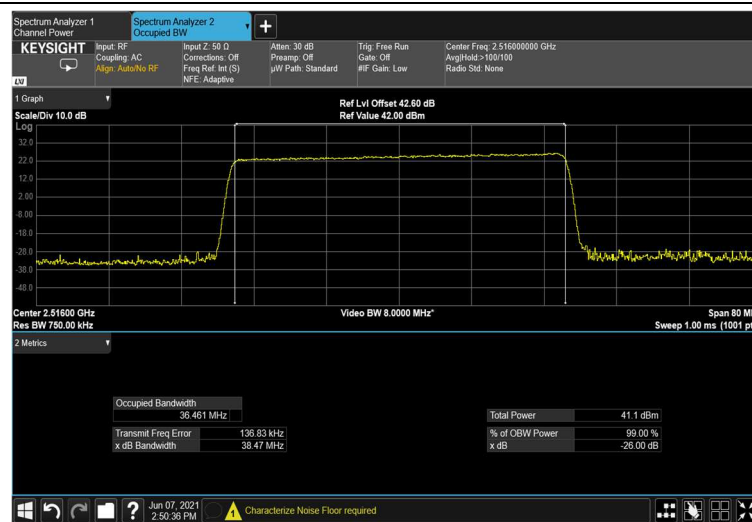 Spectrum Analyzer 1
Channel Power
Spectrum Analyzer 2
Occupied BW
KEYSIGHT
LXI
Input: RF
Coupling: AC
Align: Auto/No RF
Input Z: 50 Ω
Corrections: Off
Freq Ref: Int (S)
NFE: Adaptive
Atten: 30 dB
Preamp: Off
µW Path: Standard
Trig: Free Run
Gate: Off
#IF Gain: Low
Center Freq: 2.516000000 GHz
Avg|Hold:>100/100
Radio Std: None
1 Graph
Scale/Div 10.0 dB
Ref Lvl Offset 42.60 dB
Ref Value 42.00 dBm
Log
32.0
22.0
12.0
2.00
-8.00
-18.0
-28.0
-38.0
-48.0
Center 2.51600 GHz
Res BW 750.00 kHz
Video BW 8.0000 MHz*
Span 80 M
Sweep 1.00 ms (1001 pt
2 Metrics
Occupied Bandwidth
36.461 MHz
Transmit Freq Error 136.83 kHz
x dB Bandwidth 38.47 MHz
Total Power 41.1 dBm
% of OBW Power 99.00 %
x dB -26.00 dB
?
Jun 07, 2021
2:50:36 PM
1
Characterize Noise Floor required